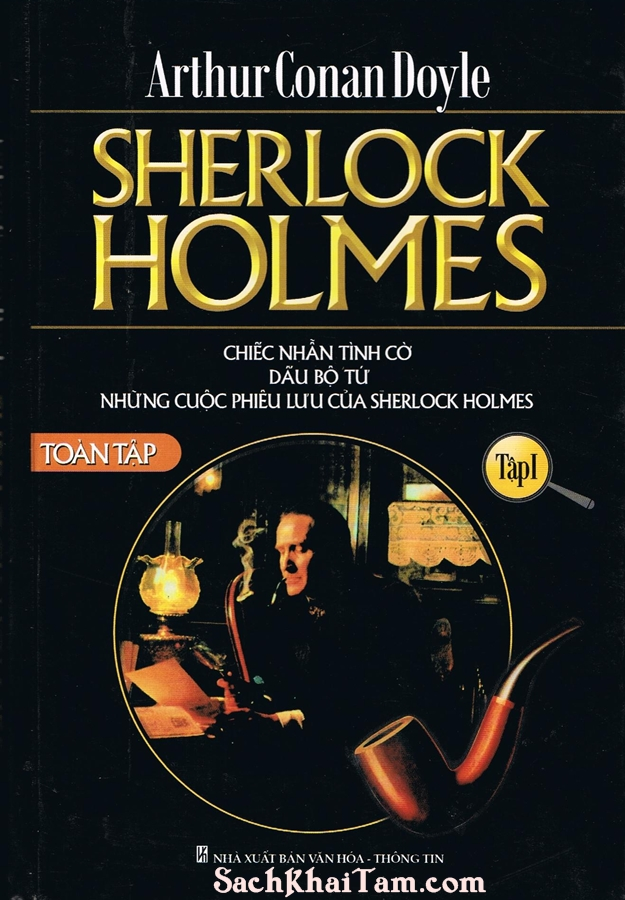 Arthur Conan Doyle
SHERLOCK
HOLMES
CHIẾC NHẪN TÌNH CỜ
DẤU BỘ TỨ
NHỮNG CUỘC PHIÊU LƯU CỦA SHERLOCK HOLMES
TOÀN TẬP
Tập I
NHÀ XUẤT BẢN VĂN HÓA - THÔNG TIN
SachKhaiTam.com